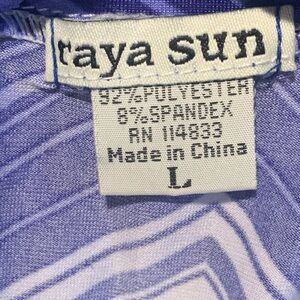 raya sun
92%POLYESTER
8%SPANDEX
RN 114833
Made in China
L